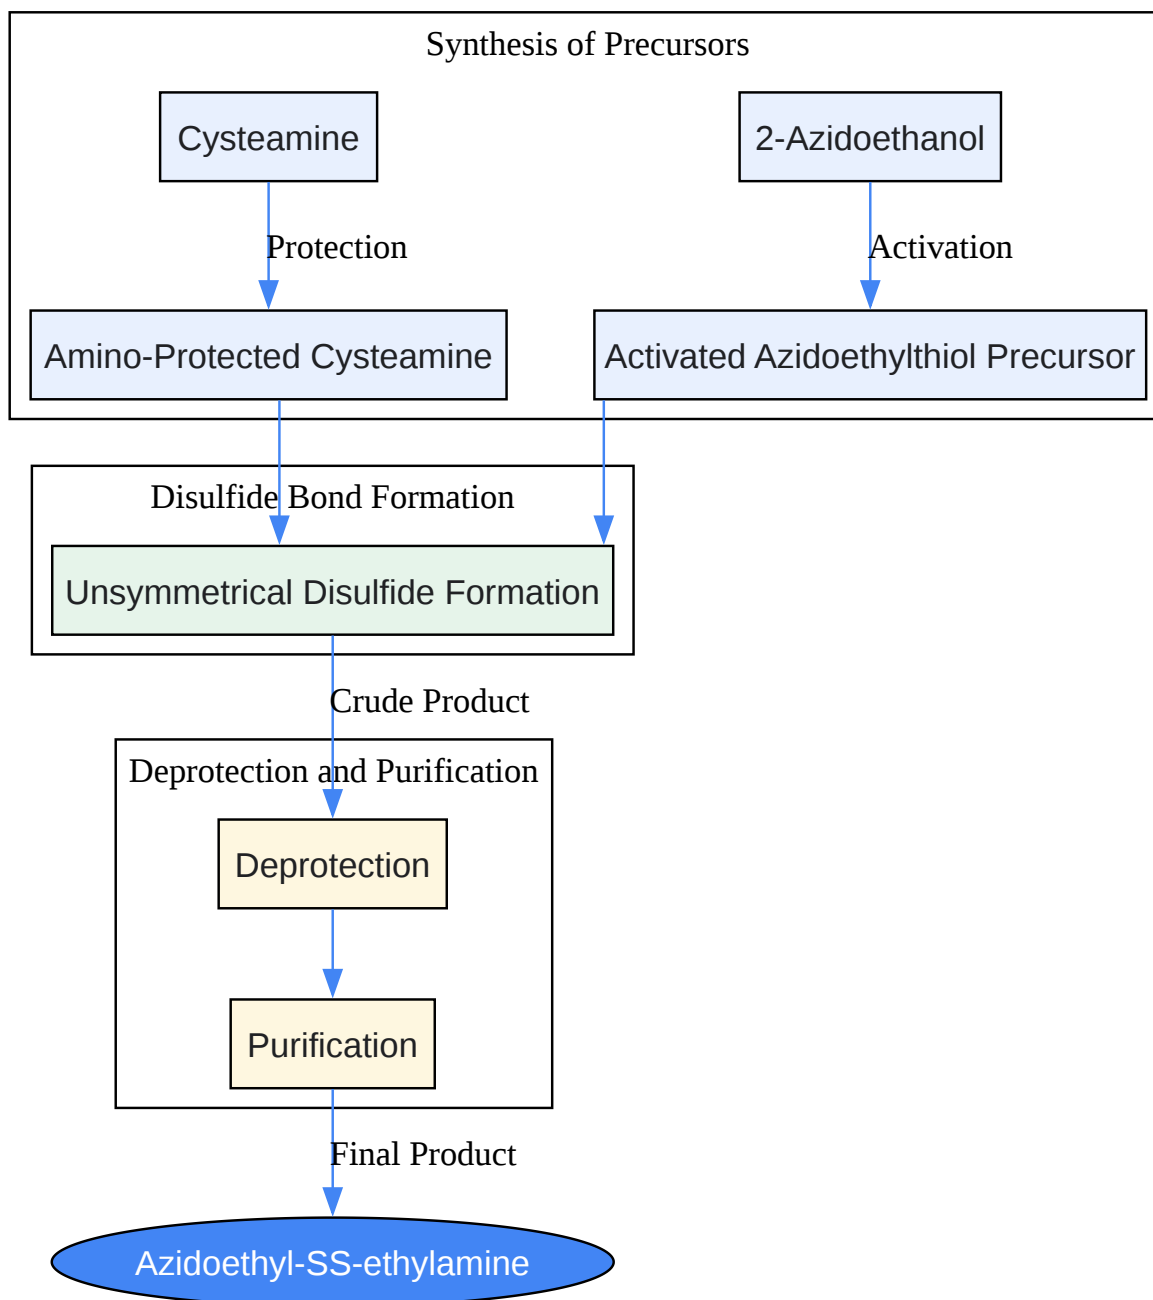 Synthesis of Precursors
Cysteamine
2-Azidoethanol
Protection
Activation
Amino-Protected Cysteamine
Activated Azidoethylthiol Precursor
Disulfide Bond Formation
Unsymmetrical Disulfide Formation
Crude Product
Deprotection and Purification
Deprotection
Purification
Final Product
Azidoethyl-SS-ethylamine